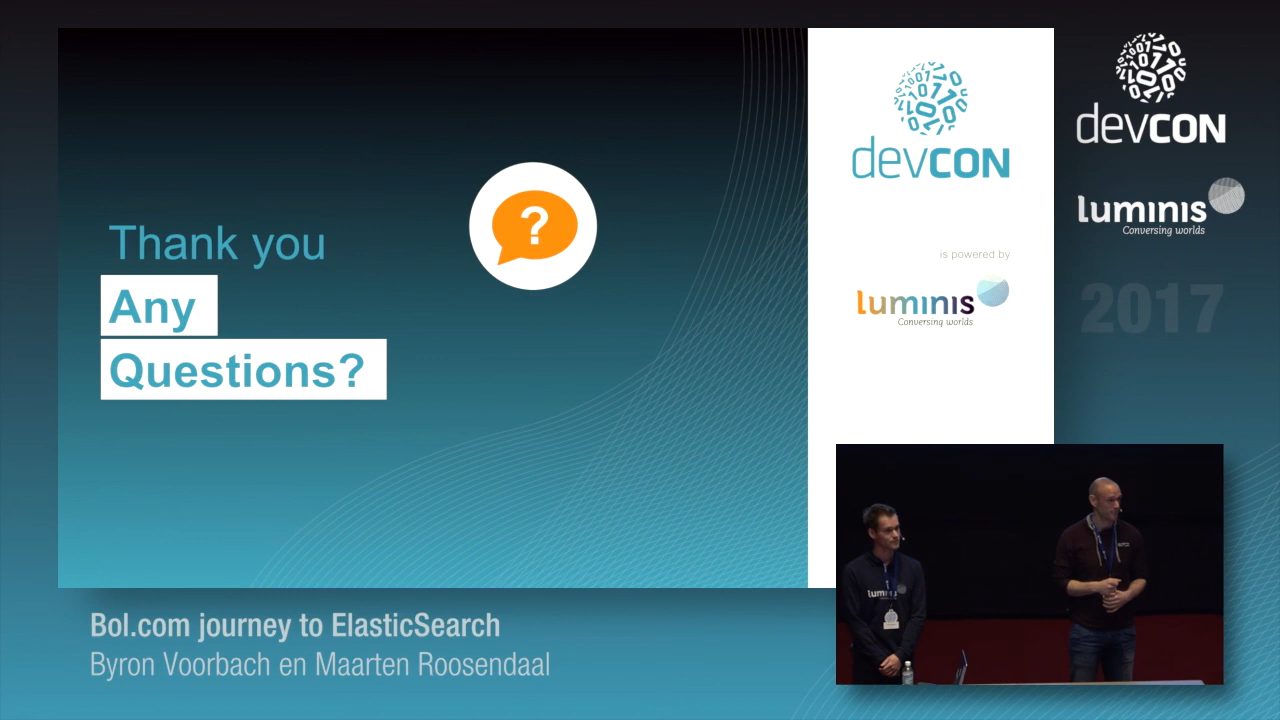 Thank you
Any
Questions?
devCON
is powered by
luminis
Conversing worlds
devCON
luminis
Conversing worlds
2017
Bol.com journey to ElasticSearch
Byron Voorbach en Maarten Roosendaal